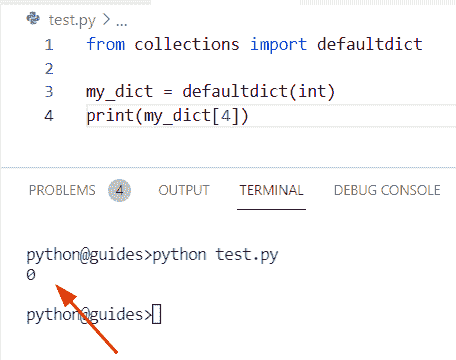 test.py > ...
1 from collections import defaultdict
2
3 my_dict = defaultdict(int)
4 print(my_dict[4])
PROBLEMS 4 OUTPUT TERMINAL DEBUG CONSOLE
python@guides>python test.py
0
python@guides>